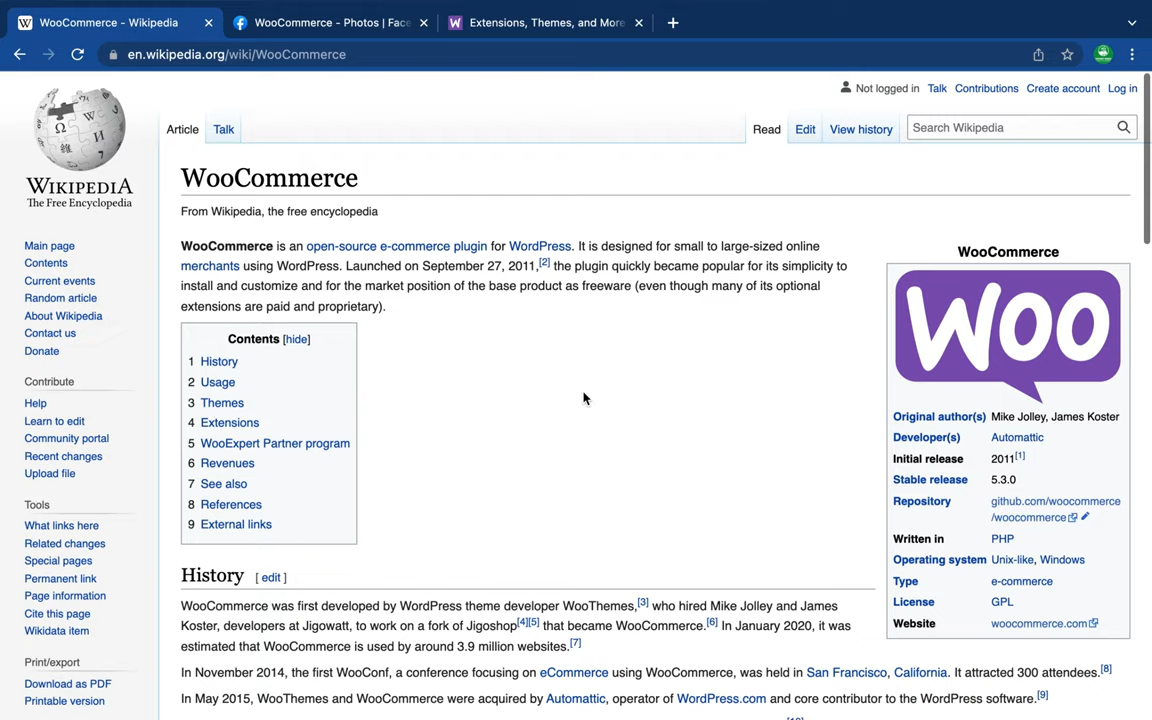 WooCommerce - Wikipedia
WooCommerce - Photos | Face
Extensions, Themes, and More
en.wikipedia.org/wiki/WooCommerce
Not logged in Talk Contributions Create account Log in
WIKIPEDIA
The Free Encyclopedia
Article Talk
Read Edit View history Search Wikipedia
Main page
Contents
Current events
Random article
About Wikipedia
Contact us
Donate
Contribute
Help
Learn to edit
Community portal
Recent changes
Upload file
Tools
What links here
Related changes
Special pages
Permanent link
Page information
Cite this page
Wikidata item
Print/export
Download as PDF
Printable version
WooCommerce
From Wikipedia, the free encyclopedia
WooCommerce is an open-source e-commerce plugin for WordPress. It is designed for small to large-sized online
merchants using WordPress. Launched on September 27, 2011,[2] the plugin quickly became popular for its simplicity to
install and customize and for the market position of the base product as freeware (even though many of its optional
extensions are paid and proprietary).
Contents [hide]
1 History
2 Usage
3 Themes
4 Extensions
5 WooExpert Partner program
6 Revenues
7 See also
8 References
9 External links
WooCommerce
WOO
Original author(s) Mike Jolley, James Koster
Developer(s) Automattic
Initial release 2011[1]
Stable release 5.3.0
Repository github.com/woocommerce
/woocommerce
Written in PHP
Operating system Unix-like, Windows
Type e-commerce
License GPL
Website woocommerce.com
History [ edit ]
WooCommerce was first developed by WordPress theme developer WooThemes,[3] who hired Mike Jolley and James
Koster, developers at Jigowatt, to work on a fork of Jigoshop[4][5] that became WooCommerce.[6] In January 2020, it was
estimated that WooCommerce is used by around 3.9 million websites.[7]
In November 2014, the first WooConf, a conference focusing on eCommerce using WooCommerce, was held in San Francisco, California. It attracted 300 attendees.[8]
In May 2015, WooThemes and WooCommerce were acquired by Automattic, operator of WordPress.com and core contributor to the WordPress software.[9]